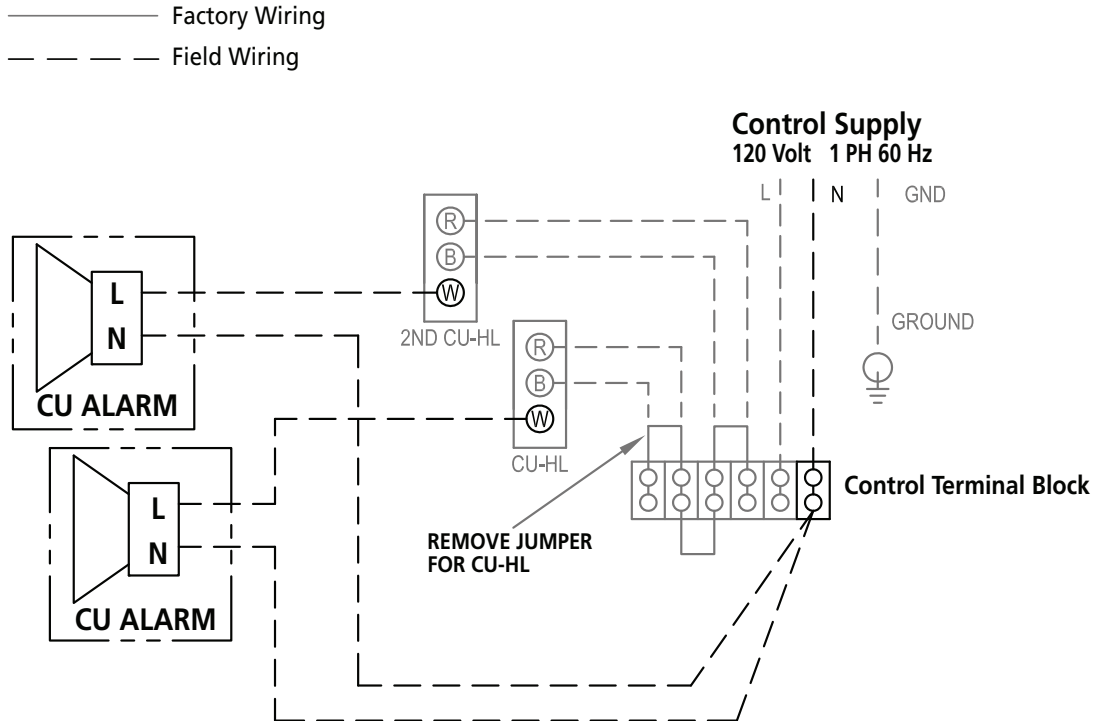 Factory Wiring
Field Wiring
Control Supply
120 Volt 1 PH 60 Hz
L N GND
R
B
W
2ND CU-HL
L
N
CU ALARM
GROUND
R
B
W
CU-HL
L
N
CU ALARM
Control Terminal Block
REMOVE JUMPER
FOR CU-HL